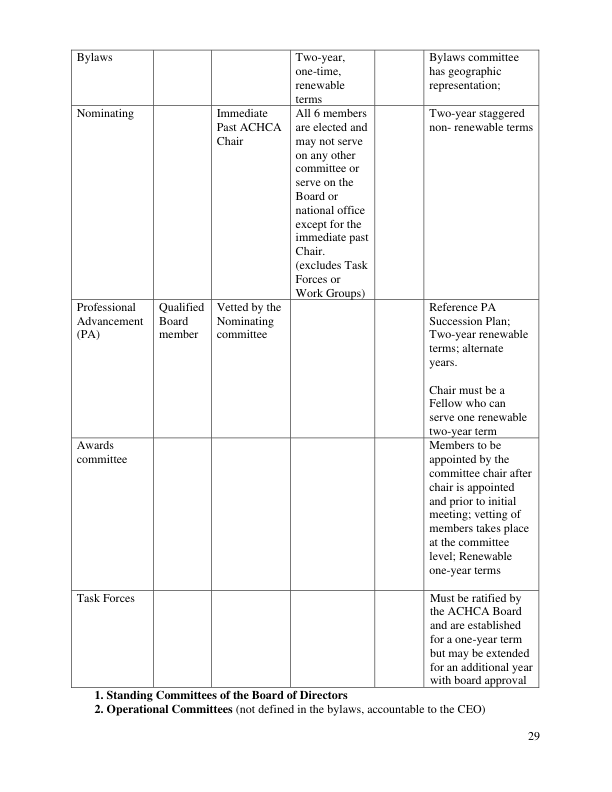 Bylaws
Two-year,
one-time,
renewable
terms
Bylaws committee
has geographic
representation;
Nominating
Immediate
Past ACHCA
Chair
All 6 members
are elected and
may not serve
on any other
committee or
serve on the
Board or
national office
except for the
immediate past
Chair.
(excludes Task
Forces or
Work Groups)
Two-year staggered
non- renewable terms
Professional
Advancement
(PA)
Qualified
Board
member
Vetted by the
Nominating
committee
Reference PA
Succession Plan;
Two-year renewable
terms; alternate
years.
Chair must be a
Fellow who can
serve one renewable
two-year term
Awards
committee
Members to be
appointed by the
committee chair after
chair is appointed
and prior to initial
meeting; vetting of
members takes place
at the committee
level; Renewable
one-year terms
Task Forces
Must be ratified by
the ACHCA Board
and are established
for a one-year term
but may be extended
for an additional year
with board approval
1. Standing Committees of the Board of Directors
2. Operational Committees (not defined in the bylaws, accountable to the CEO)
29